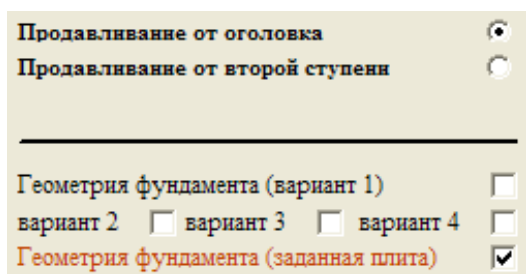 Продавливание от оголовка
Продавливание от второй ступени
Геометрия фундамента (вариант 1)
вариант 2 вариант 3 вариант 4
Геометрия фундамента (заданная плита)